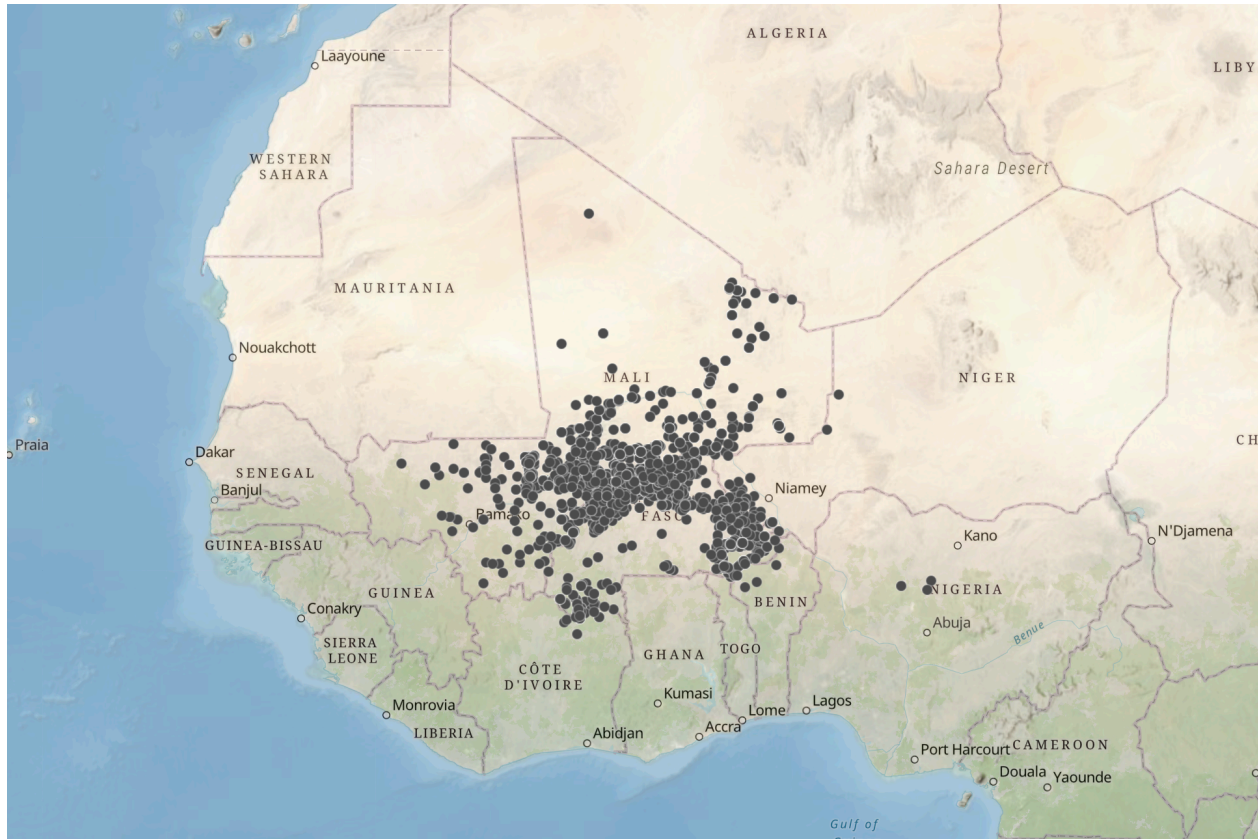 ALGERIA
Laayoune
LIBY
WESTERN
SAHARA
Sahara Desert
MAURITANIA
Nouakchott
MALI
NIGER
Praia
CH
Dakar
SENEGAL
Banjul
Niamey
Bamako
FASO
N'Djamena
Kano
GUINEA-BISSAU
GUINEA
NIGERIA
BENIN
Conakry
Abuja
Benue
SIERRA
LEONE
GHANA
TOGO
CÔTE
D'IVOIRE
Kumasi
Monrovia
Lome
Lagos
LIBERIA
Abidjan
Accra
Port Harcourt
CAMEROON
Douala
Yaounde
Gulf of